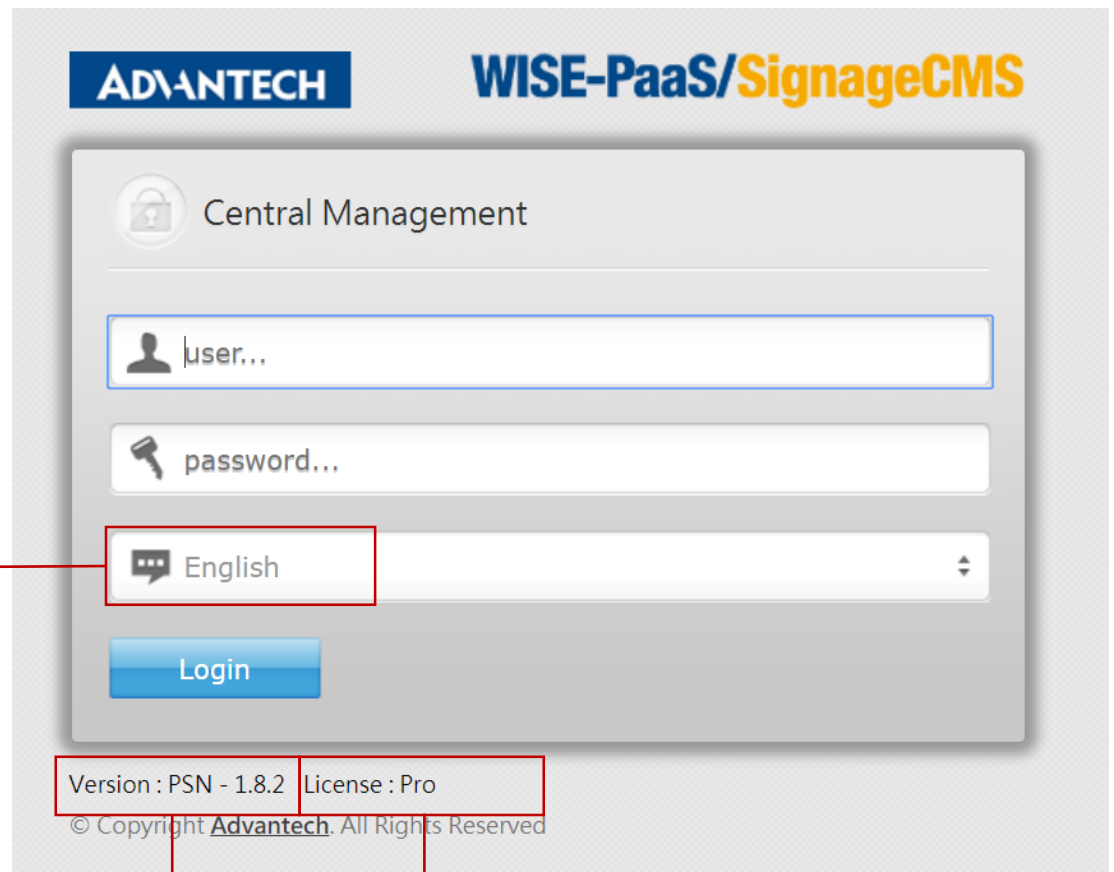 ADVANTECH WISE-PaaS/SignageCMS
Central Management
user...
password...
English
Login
Version : PSN - 1.8.2 License : Pro
© Copyright Advantech. All Rights Reserved